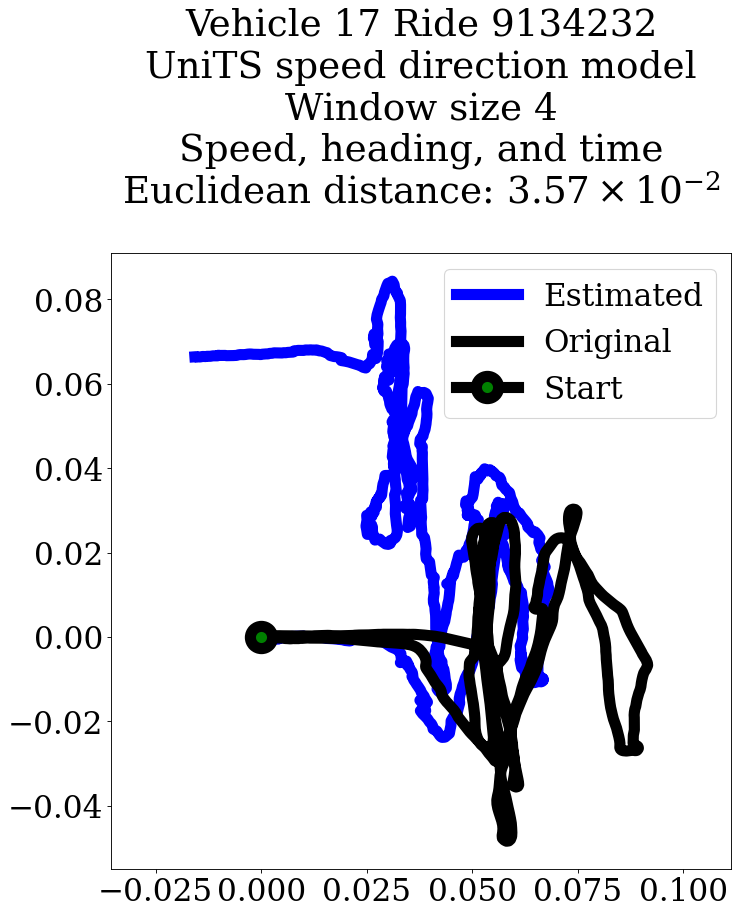 Vehicle 17 Ride 9134232
UniTS speed direction model
Window size 4
Speed, heading, and time
Euclidean distance: 3.57 × 10⁻²
Estimated
Original
Start
0.08
0.06
0.04
0.02
0.00
−0.02
−0.04
−0.025 0.000 0.025 0.050 0.075 0.100